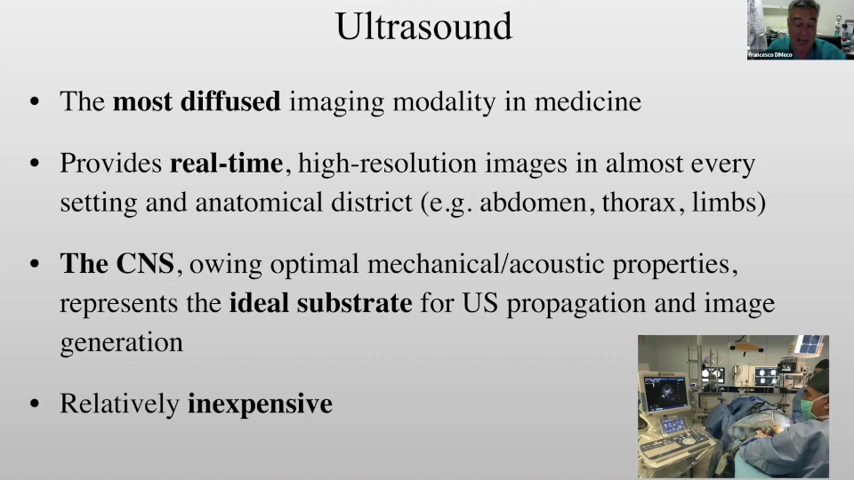 Ultrasound
Francesco DiMeco
• The most diffused imaging modality in medicine
• Provides real-time, high-resolution images in almost every
setting and anatomical district (e.g. abdomen, thorax, limbs)
• The CNS, owing optimal mechanical/acoustic properties,
represents the ideal substrate for US propagation and image
generation
• Relatively inexpensive